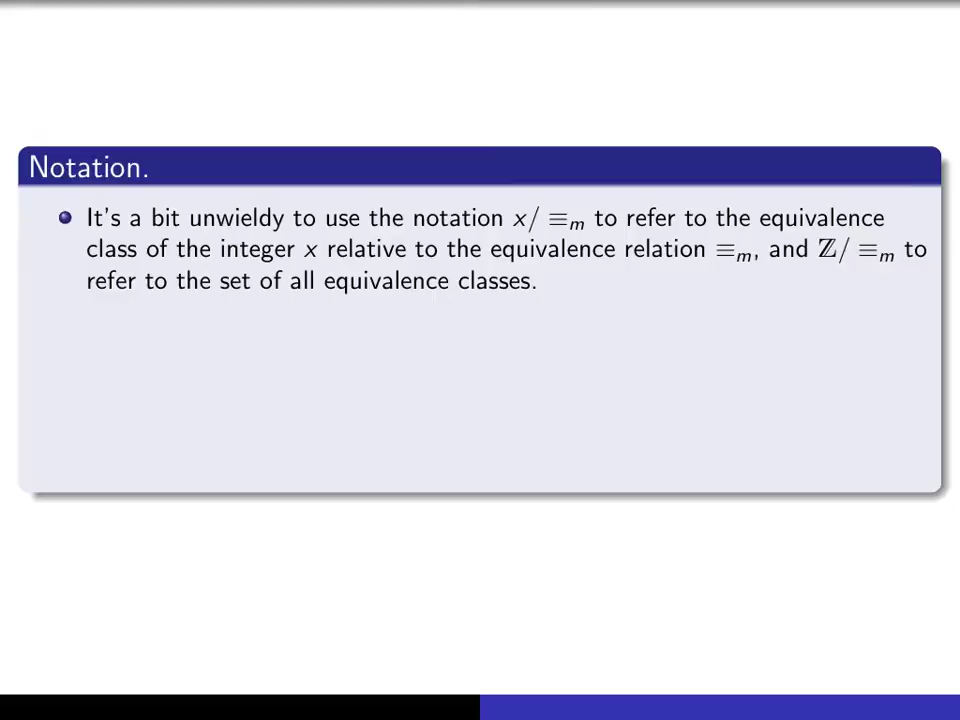 Notation.
It's a bit unwieldy to use the notation x/ ≡ₘ to refer to the equivalence
class of the integer x relative to the equivalence relation ≡ₘ, and ℤ/ ≡ₘ to
refer to the set of all equivalence classes.